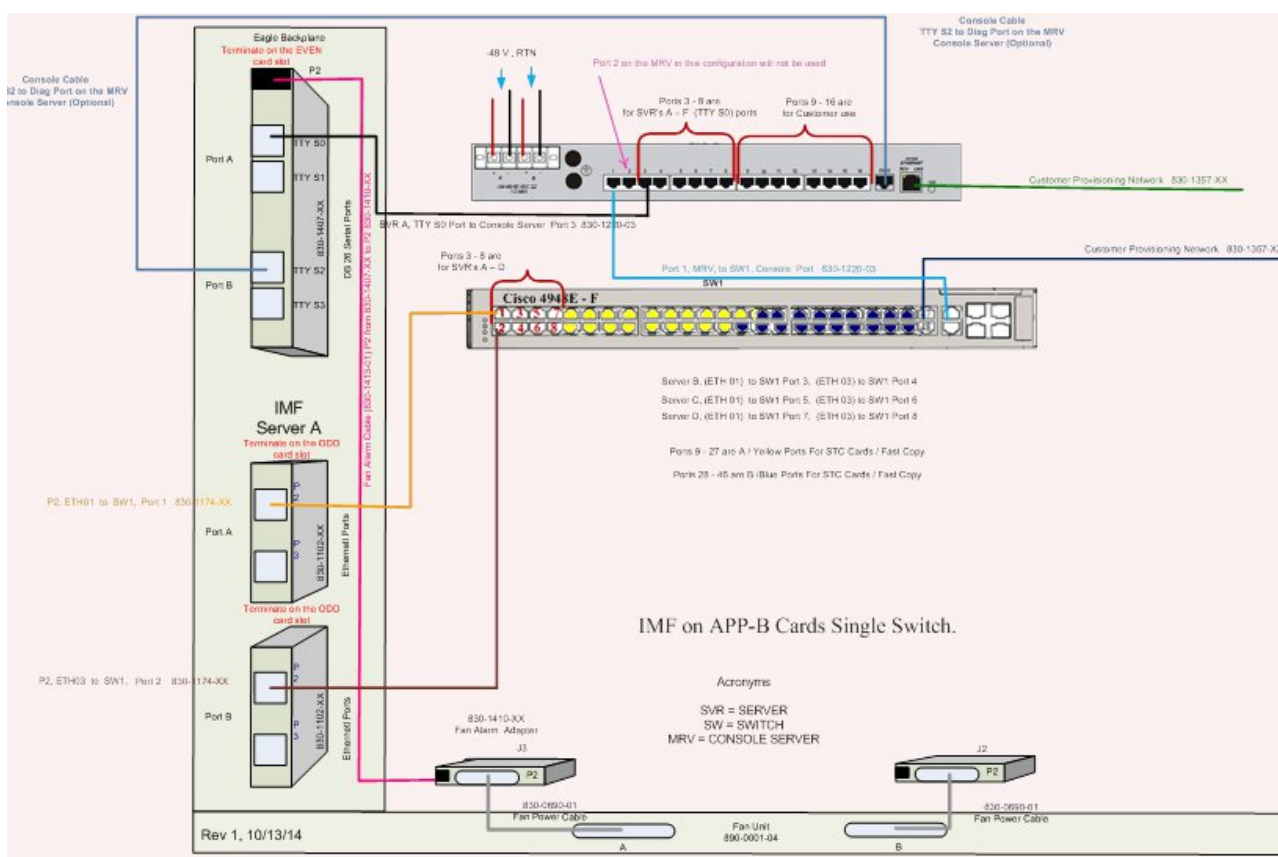 Console Cable
TTY S2 to Diag Port on the MRV
Console Server (Optional)
Eagle Backplane
Terminate on the EVEN
card slot
P2
-48 V , RTN
Port 2 on the MRV in this configuration will not be used
Console Cable
S2 to Diag Port on the MRV
Console Server (Optional)
Ports 3 - 8 are
for SVR's A – F (TTY S0) ports
Ports 9 - 16 are
for Customer use
Port A
TTY S0
TTY S1
830-1407-XX
DB 26 Serial Ports
Port B
TTY S2
TTY S3
Customer Provisioning Network 830-1357-XX
SVR A, TTY S0 Port to Console Server Port 3 830-1220-03
Ports 3 - 8 are
for SVR's A – D
Customer Provisioning Network 830-1357-X
Port 1, MRV, to SW1, Console Port 830-1220-03
SW1
Cisco 4948E - F
1 3 5 7
2 4 6 8
Fan Alarm Cable (830-1413-01) P2 from 830-1407-XX to P2 830-1410-XX
Server B, (ETH 01) to SW1 Port 3, (ETH 03) to SW1 Port 4
Server C, (ETH 01) to SW1 Port 5, (ETH 03) to SW1 Port 6
Server D, (ETH 01) to SW1 Port 7, (ETH 03) to SW1 Port 8
Ports 9 - 27 are A / Yellow Ports For STC Cards / Fast Copy
Ports 28 - 46 are B /Blue Ports For STC Cards / Fast Copy
IMF
Server A
Terminate on the ODD
card slot
P2
P2, ETH01 to SW1, Port 1 830-1174-XX
Port A
P3
830-1102-XX
Ethernet Ports
Terminate on the ODD
card slot
P2
P2, ETH03 to SW1, Port 2 830-1174-XX
Port B
P3
830-1102-XX
Ethernet Ports
IMF on APP-B Cards Single Switch.
Acronyms
SVR = SERVER
SW = SWITCH
MRV = CONSOLE SERVER
830-1410-XX
Fan Alarm Adapter
J3
P2
J2
P2
830-0690-01
Fan Power Cable
830-0690-01
Fan Power Cable
Rev 1, 10/13/14
Fan Unit
890-0001-04
A
B